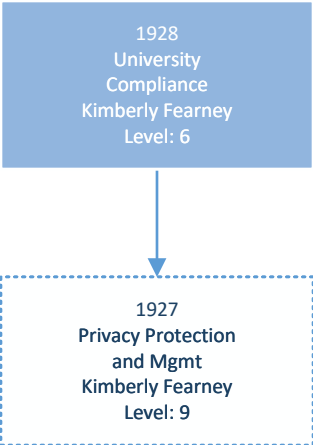 1928
University
Compliance
Kimberly Fearney
Level: 6
1927
Privacy Protection
and Mgmt
Kimberly Fearney
Level: 9